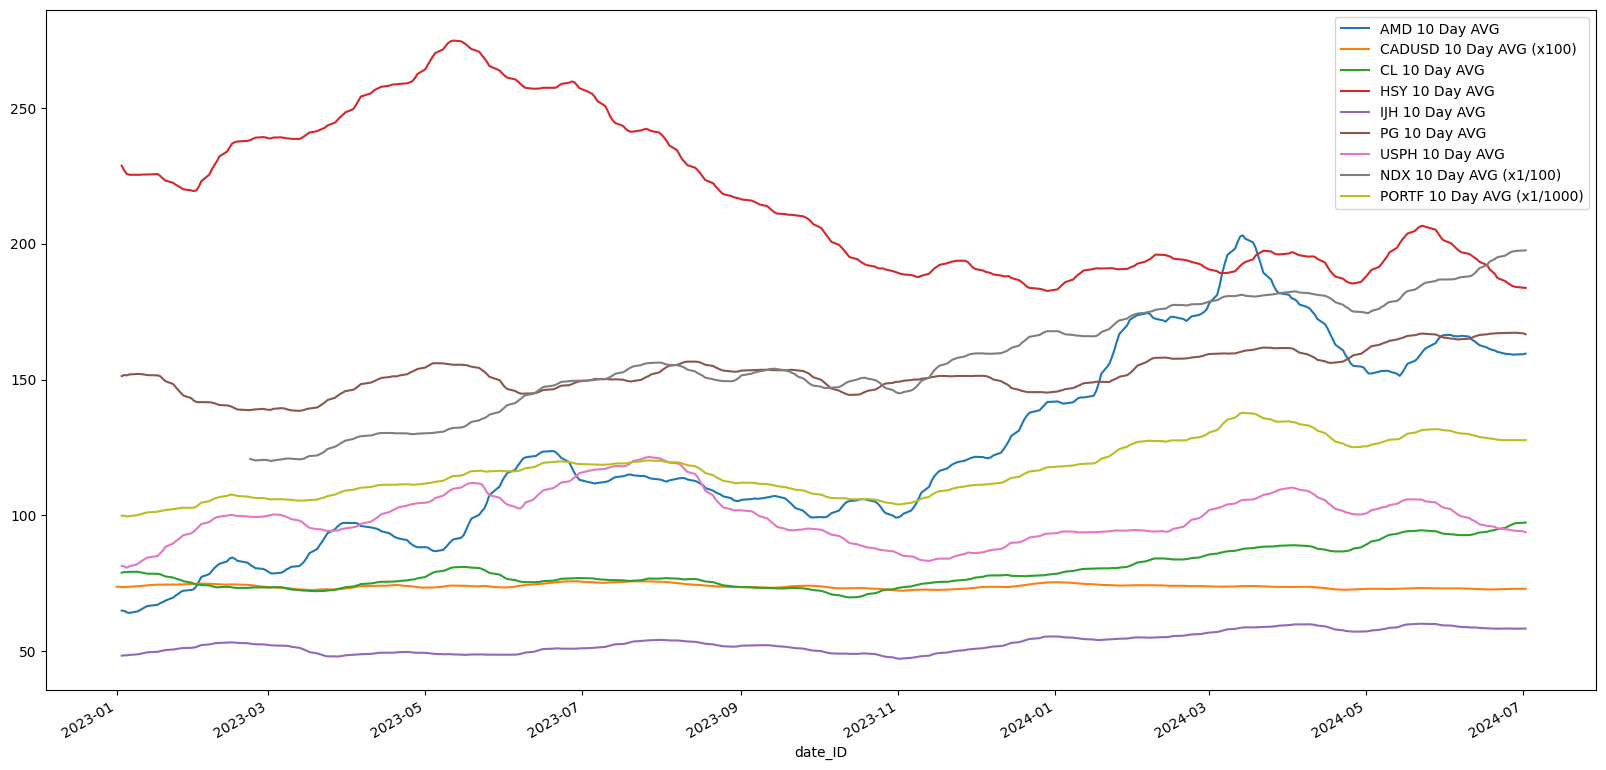 AMD 10 Day AVG
CADUSD 10 Day AVG (x100)
CL 10 Day AVG
HSY 10 Day AVG
IJH 10 Day AVG
PG 10 Day AVG
USPH 10 Day AVG
NDX 10 Day AVG (x1/100)
PORTF 10 Day AVG (x1/1000)
250
200
150
100
50
2023-01
2023-03
2023-05
2023-07
2023-09
2023-11
2024-01
2024-03
2024-05
2024-07
date_ID